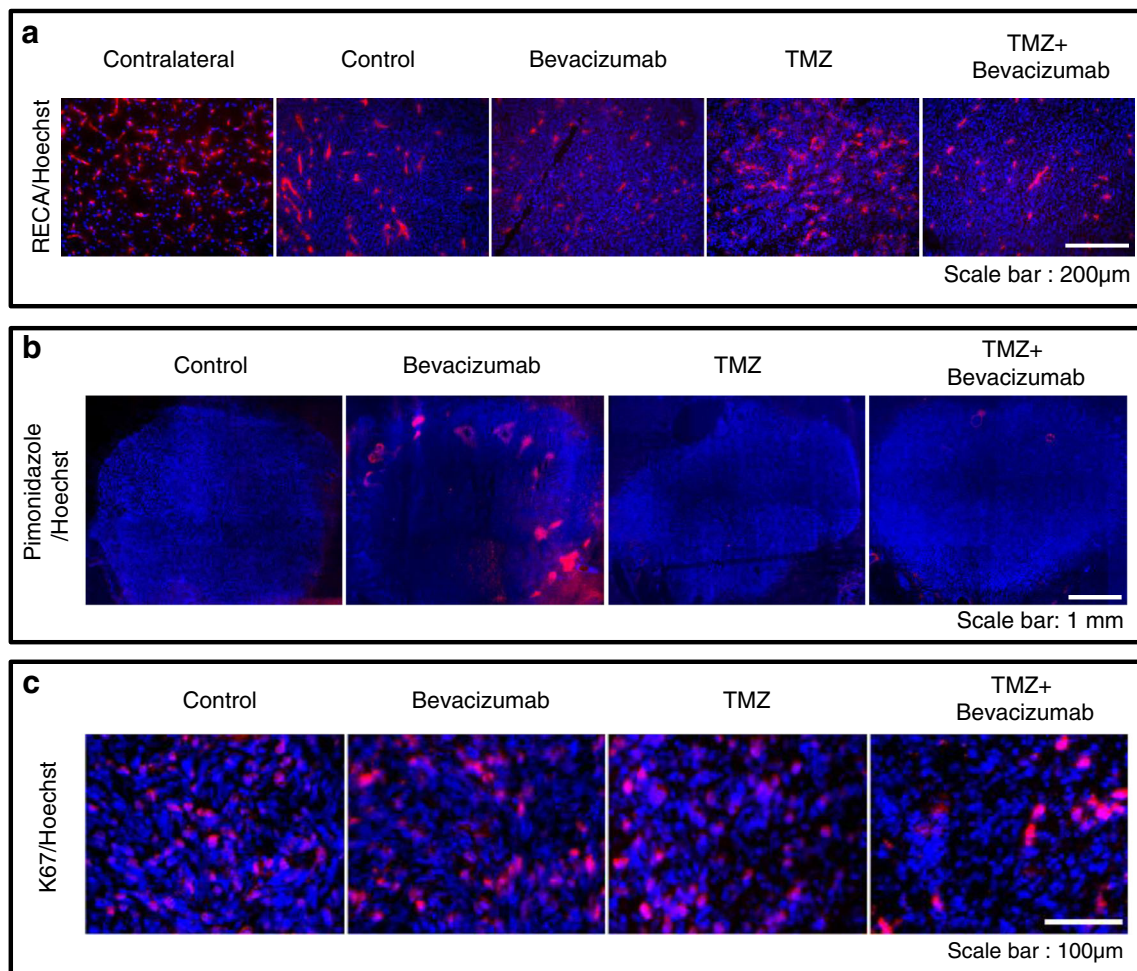 a
Contralateral
Control
Bevacizumab
TMZ
TMZ+
Bevacizumab
RECA/Hoechst
Scale bar : 200µm
b
Control
Bevacizumab
TMZ
TMZ+
Bevacizumab
Pimonidazole
/Hoechst
Scale bar: 1 mm
c
Control
Bevacizumab
TMZ
TMZ+
Bevacizumab
K67/Hoechst
Scale bar : 100µm